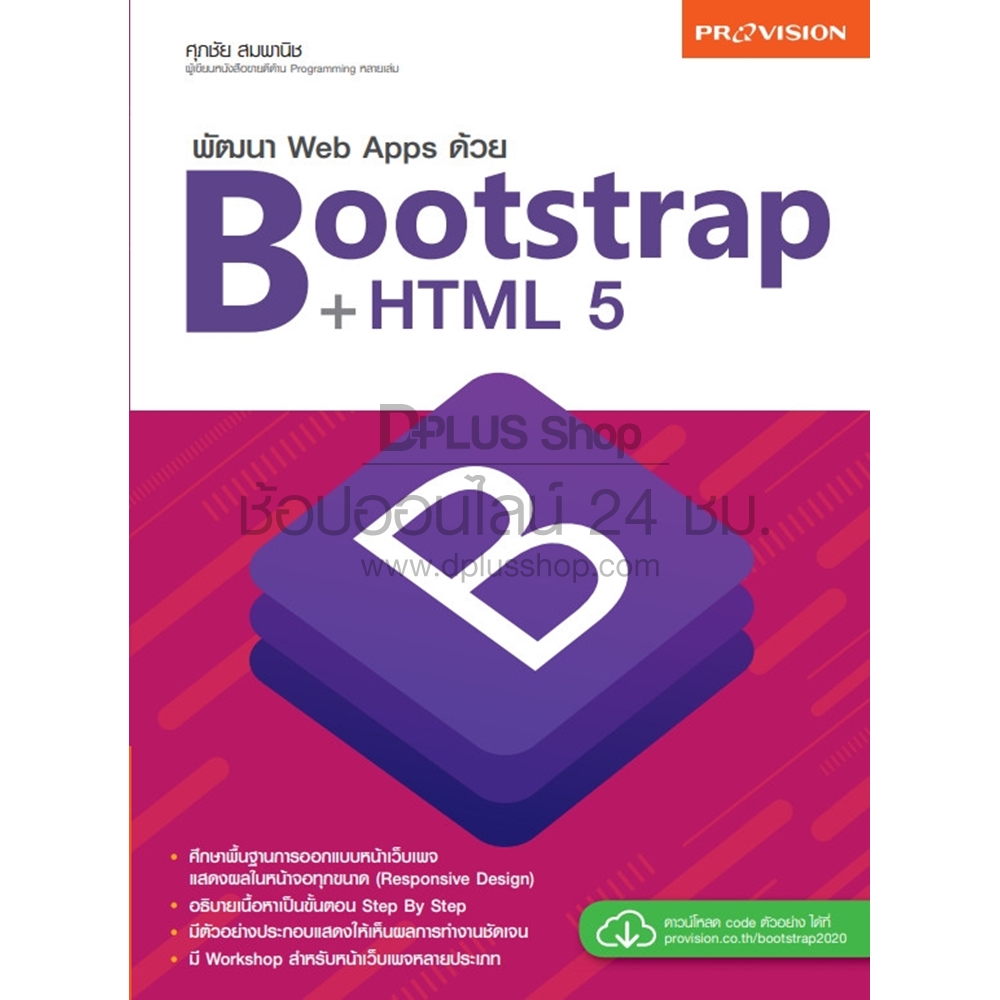 PROVISION
ศุภชัย สมพานิช
ผู้เขียนหนังสือขายดีด้าน Programming หลายเล่ม
พัฒนา Web Apps ด้วย
Bootstrap
+ HTML 5
DPLUS Shop
ช้อปออนไลน์ 24 ชม.
www.dplusshop.com
B
• ศึกษาพื้นฐานการออกแบบหน้าเว็บเพจ
แสดงผลในหน้าจอทุกขนาด (Responsive Design)
• อธิบายเนื้อหาเป็นขั้นตอน Step By Step
• มีตัวอย่างประกอบแสดงให้เห็นผลการทำงานชัดเจน
• มี Workshop สำหรับหน้าเว็บเพจหลายประเภท
ดาวน์โหลด code ตัวอย่าง ได้ที่
provision.co.th/bootstrap2020